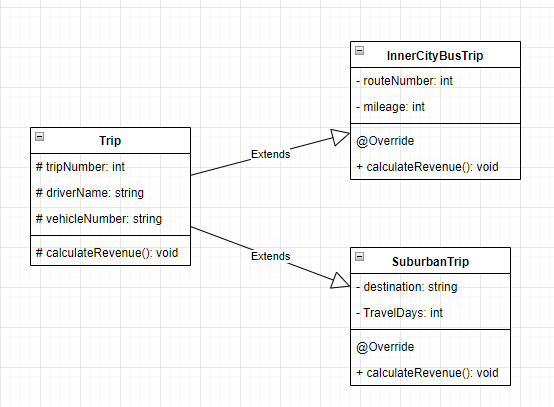 Trip
# tripNumber: int
# driverName: string
# vehicleNumber: string
# calculateRevenue(): void
Extends
Extends
InnerCityBusTrip
- routeNumber: int
- mileage: int
@Override
+ calculateRevenue(): void
SuburbanTrip
- destination: string
- TravelDays: int
@Override
+ calculateRevenue(): void